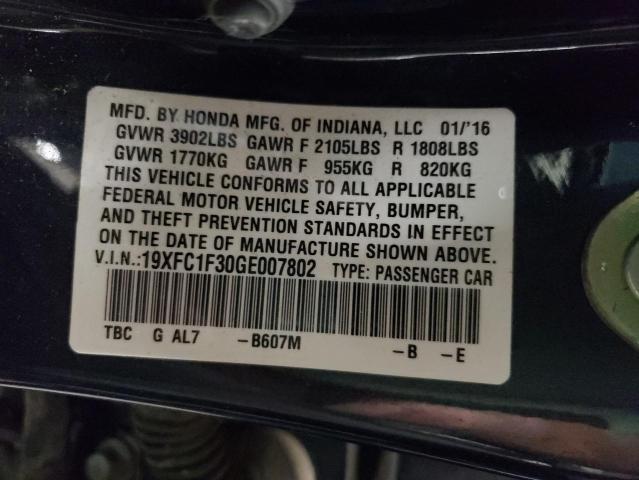 MFD. BY HONDA MFG. OF INDIANA, LLC 01/'16
GVWR 3902LBS GAWR F 2105LBS R 1808LBS
GVWR 1770KG GAWR F 955KG R 820KG
THIS VEHICLE CONFORMS TO ALL APPLICABLE
FEDERAL MOTOR VEHICLE SAFETY, BUMPER,
AND THEFT PREVENTION STANDARDS IN EFFECT
ON THE DATE OF MANUFACTURE SHOWN ABOVE.
V.I.N.:19XFC1F30GE007802 TYPE: PASSENGER CAR
TBC G AL7 -B607M -B -E